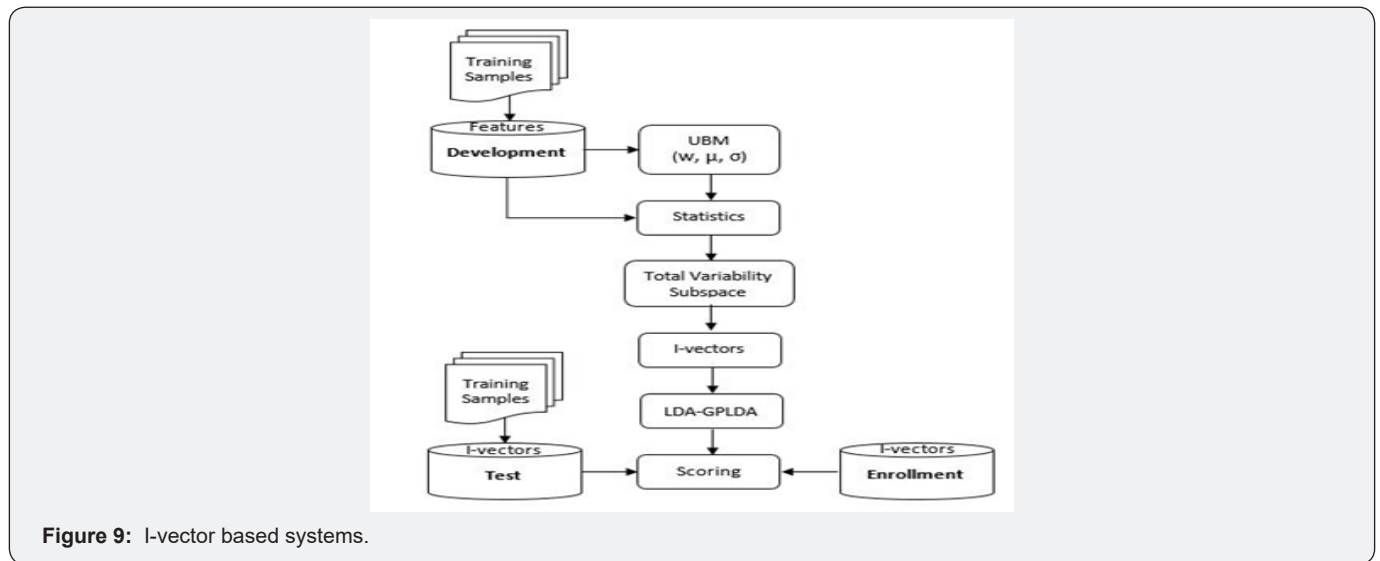 Training
Samples
Features
Development
UBM
(w, μ, σ)
Statistics
Total Variability
Subspace
I-vectors
LDA-GPLDA
Training
Samples
I-vectors
Test
Scoring
I-vectors
Enrollment
Figure 9: I-vector based systems.